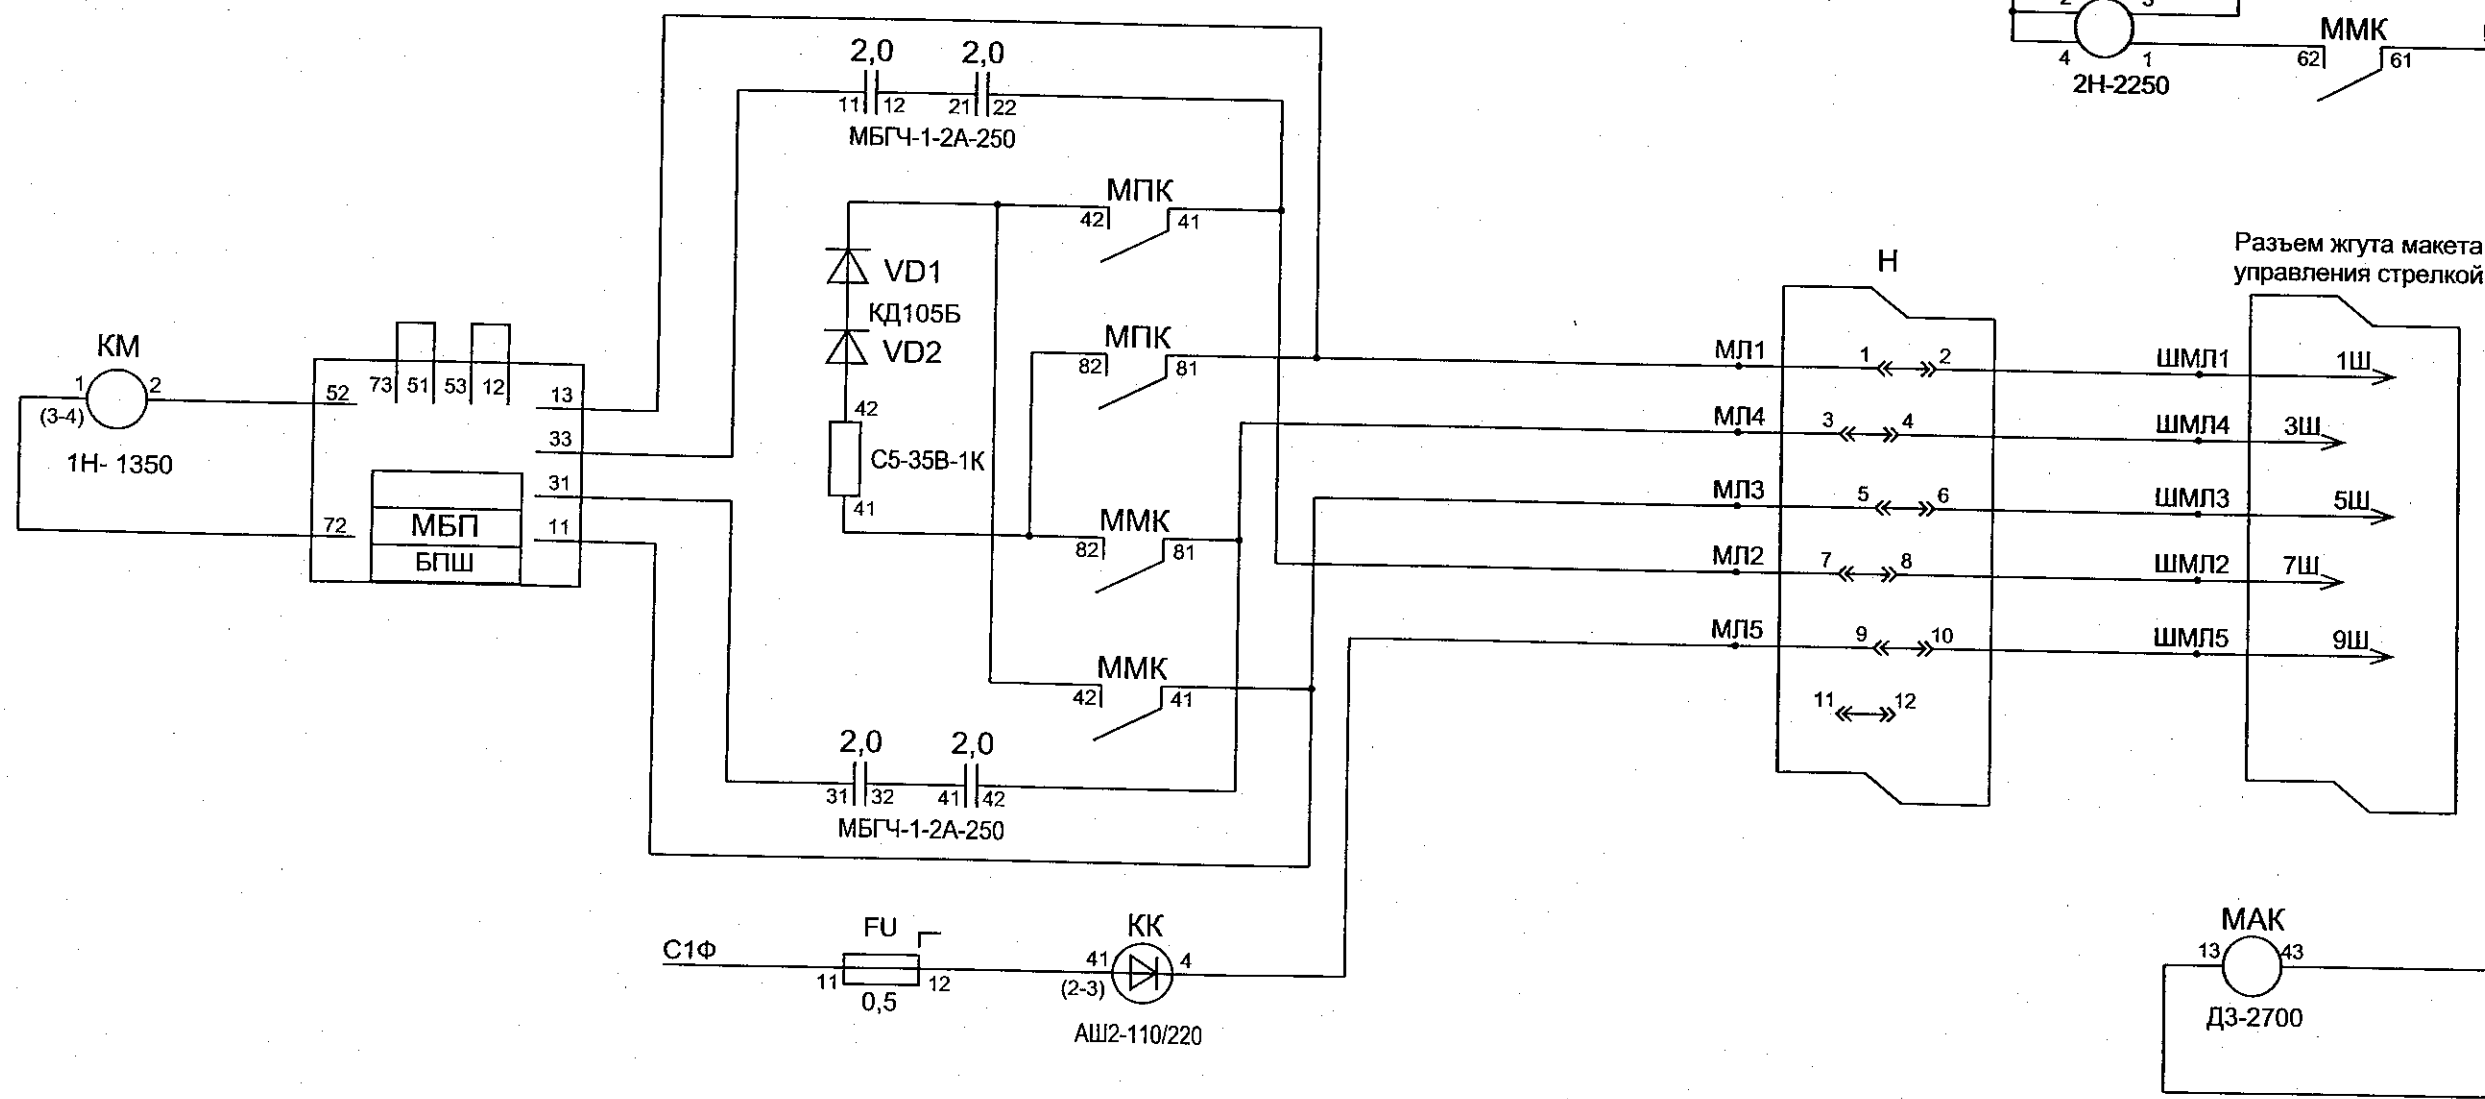 2 3
ММК
4 1 62 61
2Н-2250
2,0 2,0
11 12 21 22
МБГЧ-1-2А-250
МПК
42 41
Разъем жгута макета
управления стрелкой
Н
VD1
КД105Б
VD2
МПК
82 81
КМ
1 2
(3-4)
1Н- 1350
52 73 51 53 12 13
33
31
72 11
МБП
БПШ
42
С5-35В-1К
41
ММК
82 81
ММК
42 41
МЛ1 1 2 ШМЛ1 1Ш
МЛ4 3 4 ШМЛ4 3Ш
МЛ3 5 6 ШМЛ3 5Ш
МЛ2 7 8 ШМЛ2 7Ш
МЛ5 9 10 ШМЛ5 9Ш
11 12
2,0 2,0
31 32 41 42
МБГЧ-1-2А-250
FU КК
С1Ф
11 12 41 4
0,5 (2-3)
АШ2-110/220
МАК
13 43
Д3-2700